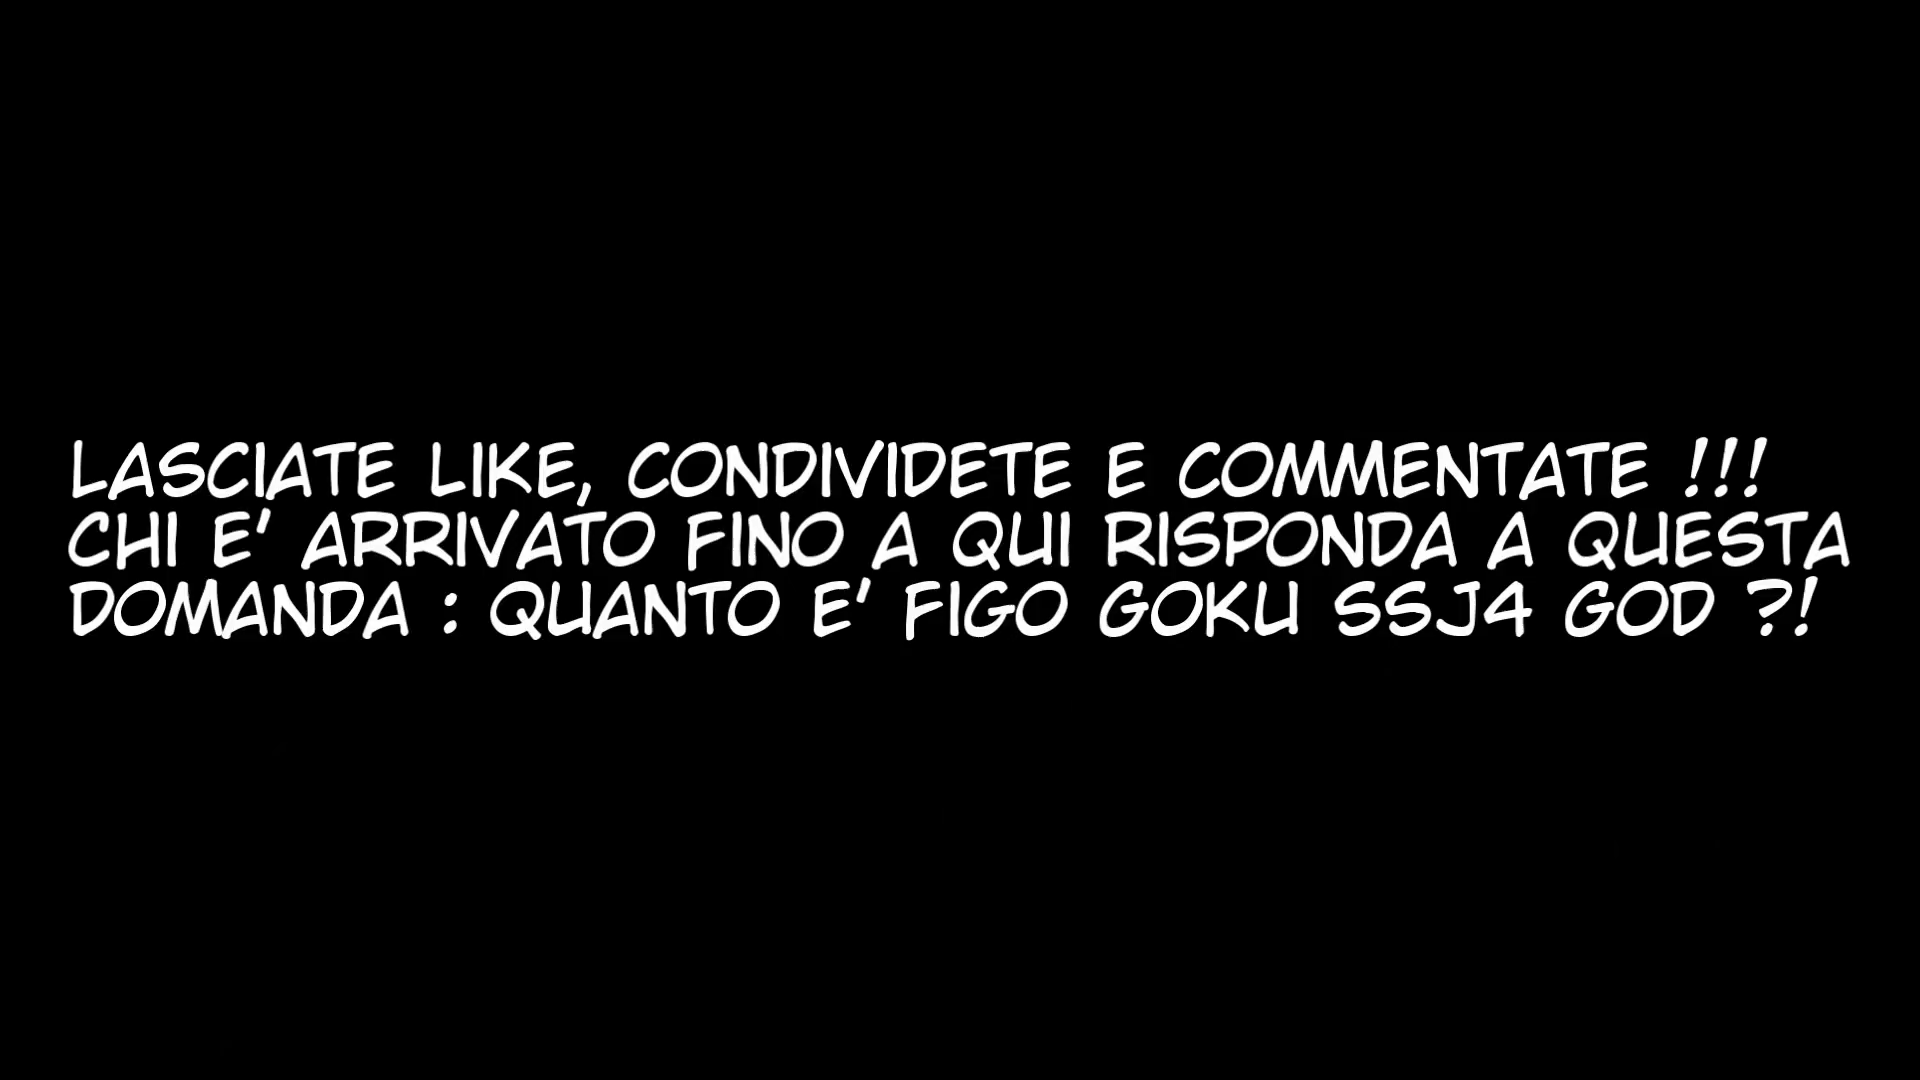 LASCIATE LIKE, CONDIVIDETE E COMMENTATE !!!
CHI E' ARRIVATO FINO A QUI RISPONDA A QUESTA
DOMANDA : QUANTO E' FIGO GOKU SSJ4 GOD ?!